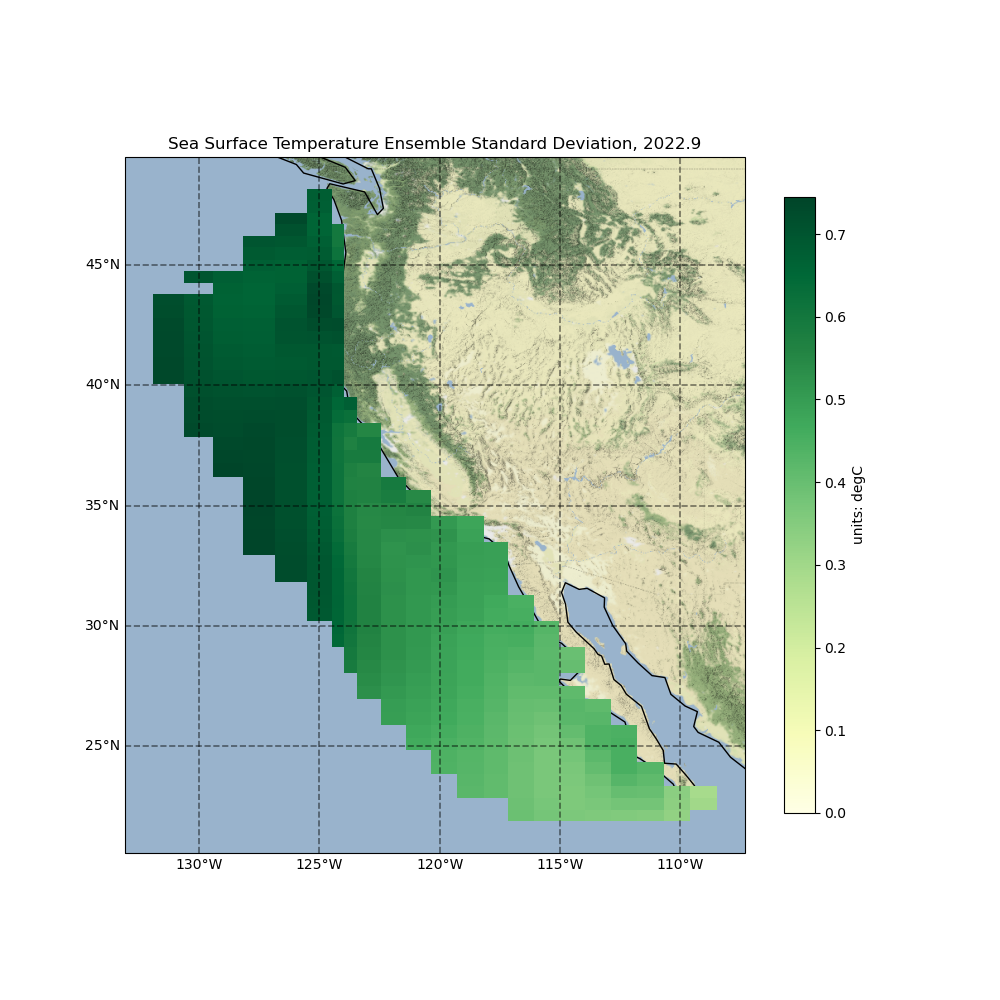 Sea Surface Temperature Ensemble Standard Deviation, 2022.9
45°N
40°N
35°N
30°N
25°N
130°W
125°W
120°W
115°W
110°W
0.7
0.6
0.5
0.4
0.3
0.2
0.1
0.0
units: degC